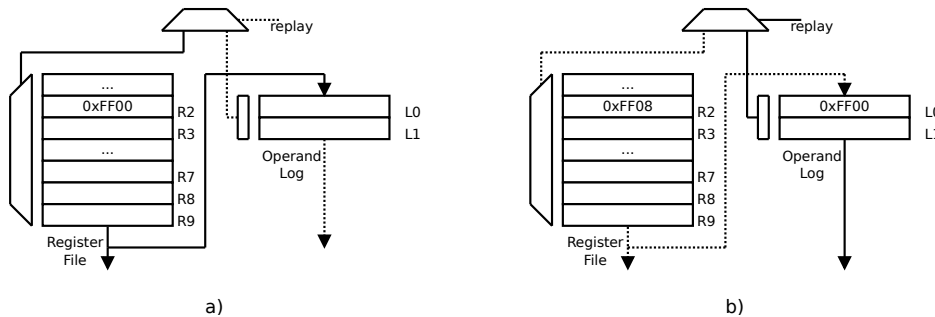 replay
...
0xFF00
R2
L0
R3
L1
...
Operand
Log
R7
R8
R9
Register
File
a)
replay
...
0xFF08
R2
0xFF00
L0
R3
L1
...
Operand
Log
R7
R8
R9
Register
File
b)